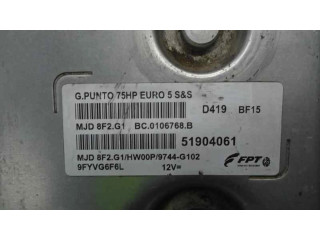 G.PUNTO 75HP EURO 5 S&S
D419 BF15
MJD 8F2.G1 BC.0106768.B
51904061
MJD 8F2.G1/HW00P/9744-G102
9FYVG6F6L 12V=
FPT